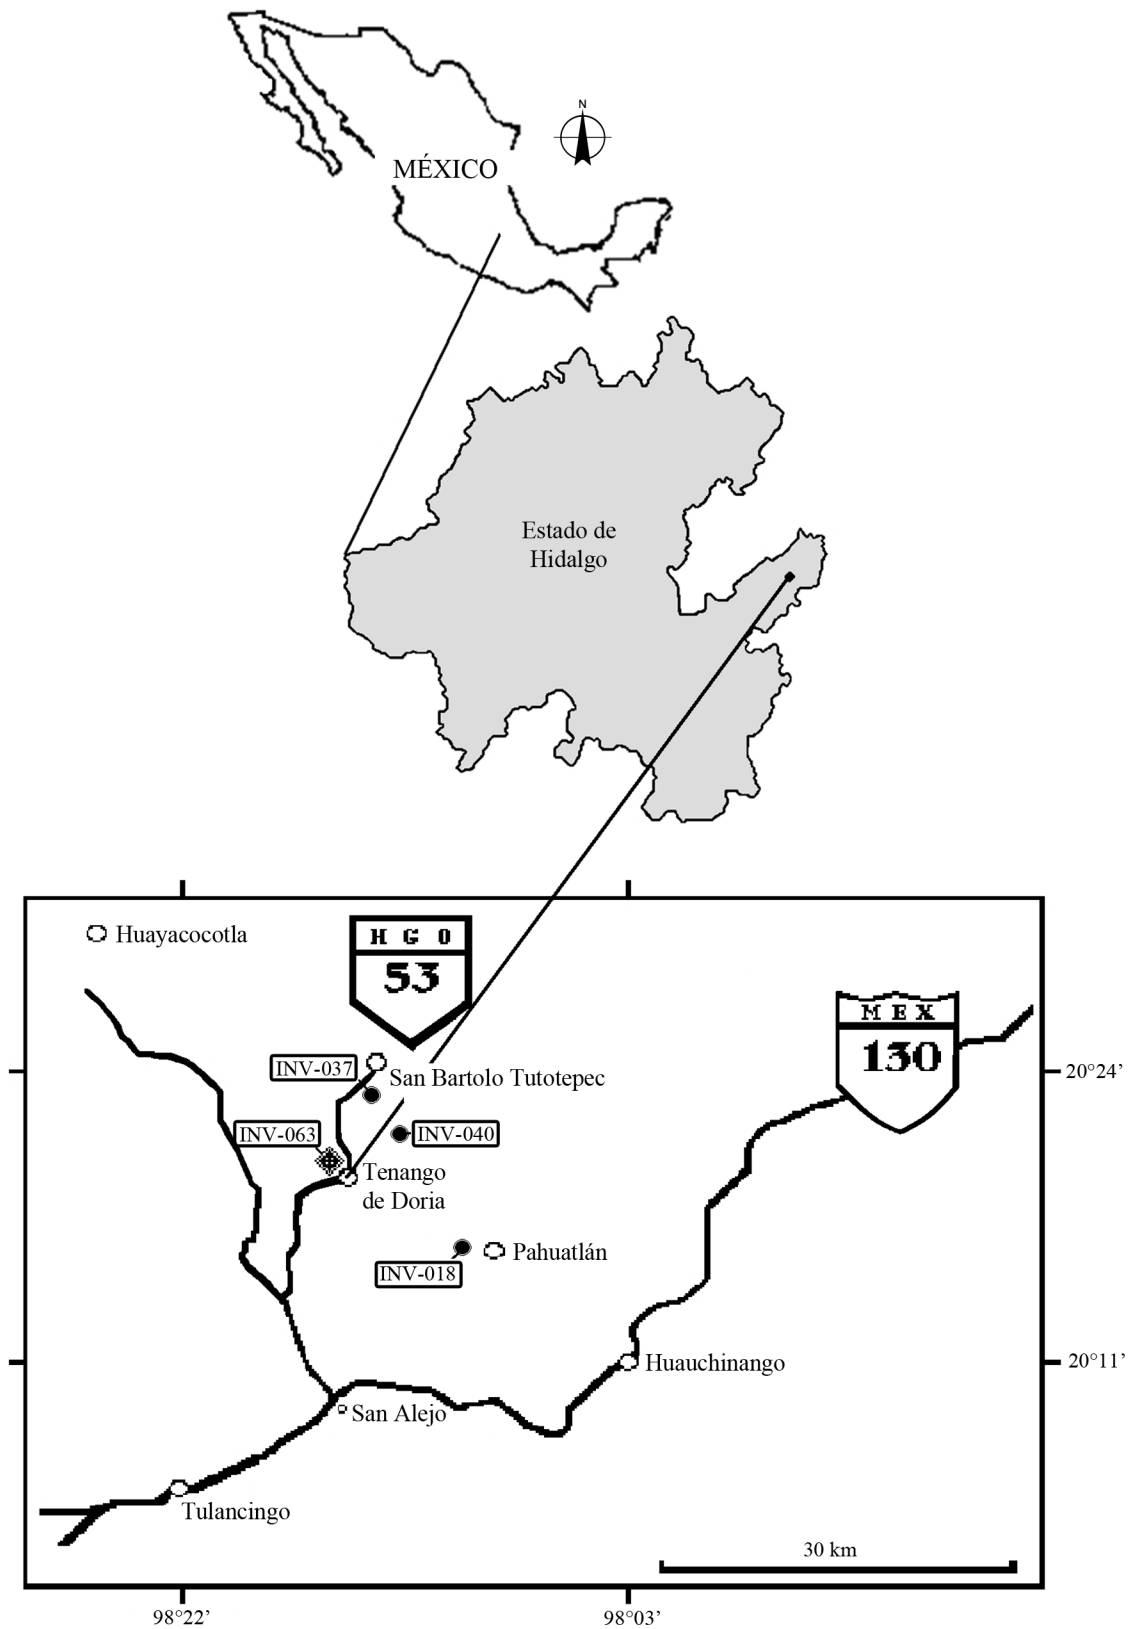 N
MÉXICO
Estado de
Hidalgo
Huayacocotla
HGO
53
MEX
130
INV-037
San Bartolo Tutotepec
20°24’
INV-063
INV-040
Tenango
de Doria
Pahuatlán
INV-018
Huauchinango
20°11’
San Alejo
Tulancingo
30 km
98°22’
98°03’